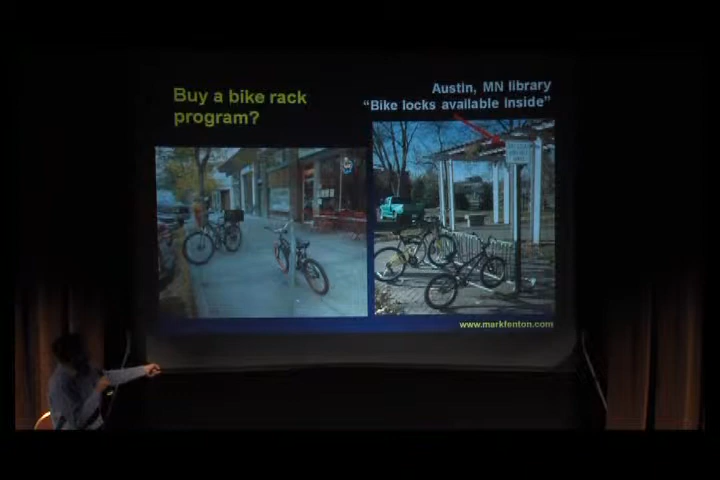 Buy a bike rack
program?
Austin, MN library
“Bike locks available inside”
www.markfenton.com